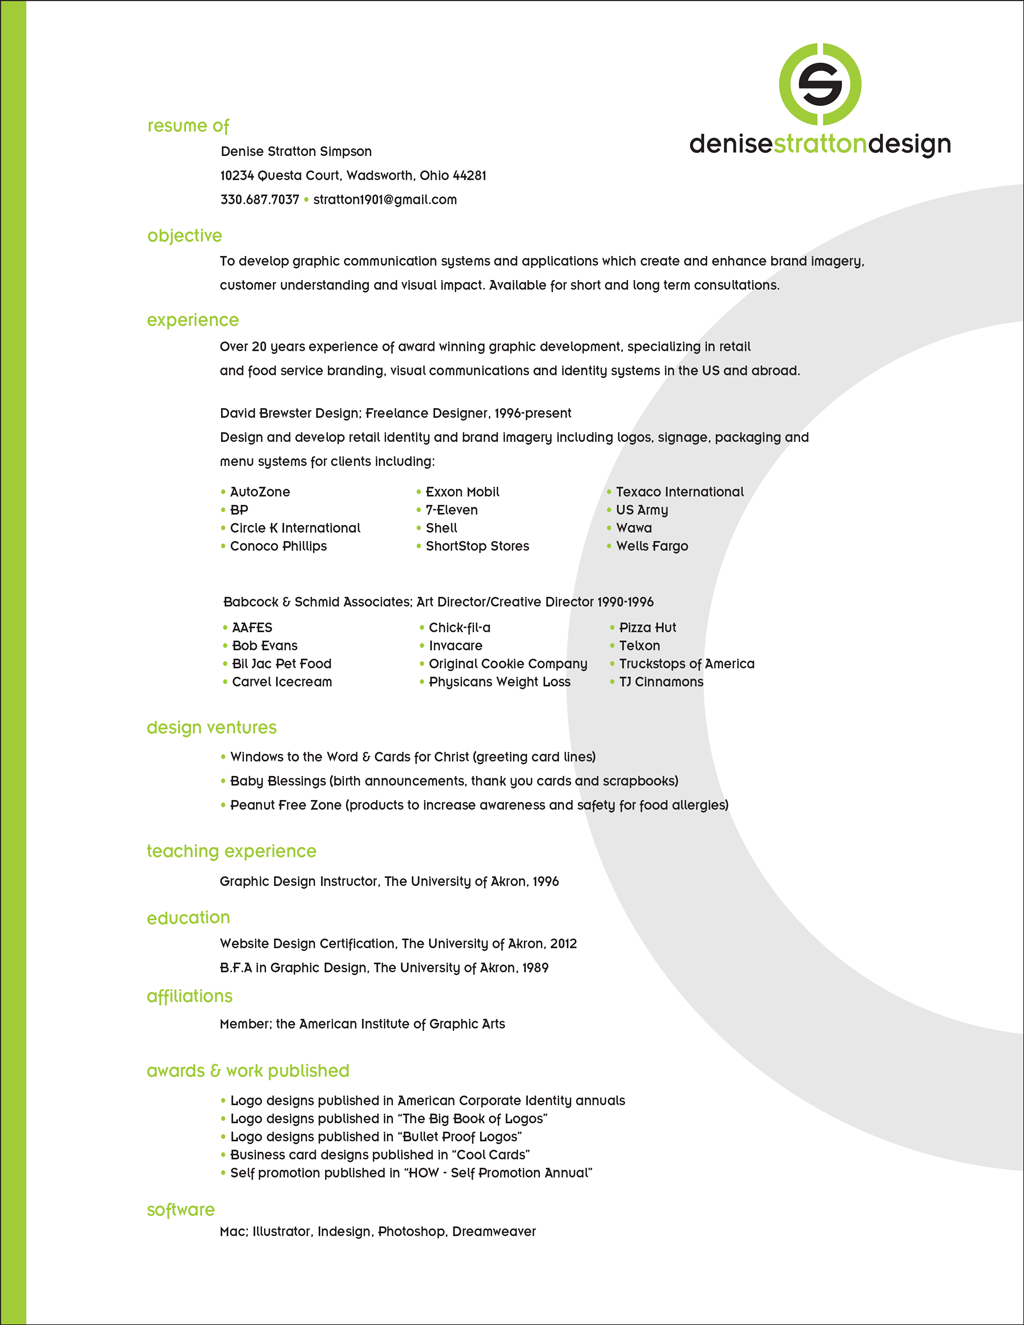 S
denisestrattondesign
resume of
Denise Stratton Simpson
10234 Questa Court, Wadsworth, Ohio 44281
330.687.7037 • stratton1901@gmail.com
objective
To develop graphic communication systems and applications which create and enhance brand imagery,
customer understanding and visual impact. Available for short and long term consultations.
experience
Over 20 years experience of award winning graphic development, specializing in retail
and food service branding, visual communications and identity systems in the US and abroad.
David Brewster Design; Freelance Designer, 1996-present
Design and develop retail identity and brand imagery including logos, signage, packaging and
menu systems for clients including:
• AutoZone
• BP
• Circle K International
• Conoco Phillips
• Exxon Mobil
• 7-Eleven
• Shell
• ShortStop Stores
• Texaco International
• US Army
• Wawa
• Wells Fargo
Babcock & Schmid Associates; Art Director/Creative Director 1990-1996
• AAFES
• Bob Evans
• Bil Jac Pet Food
• Carvel Icecream
• Chick-fil-a
• Invacare
• Original Cookie Company
• Physicans Weight Loss
• Pizza Hut
• Telxon
• Truckstops of America
• TJ Cinnamons
design ventures
• Windows to the Word & Cards for Christ (greeting card lines)
• Baby Blessings (birth announcements, thank you cards and scrapbooks)
• Peanut Free Zone (products to increase awareness and safety for food allergies)
teaching experience
Graphic Design Instructor, The University of Akron, 1996
education
Website Design Certification, The University of Akron, 2012
B.F.A in Graphic Design, The University of Akron, 1989
affiliations
Member; the American Institute of Graphic Arts
awards & work published
• Logo designs published in American Corporate Identity annuals
• Logo designs published in “The Big Book of Logos”
• Logo designs published in “Bullet Proof Logos”
• Business card designs published in “Cool Cards”
• Self promotion published in “HOW - Self Promotion Annual”
software
Mac; Illustrator, Indesign, Photoshop, Dreamweaver